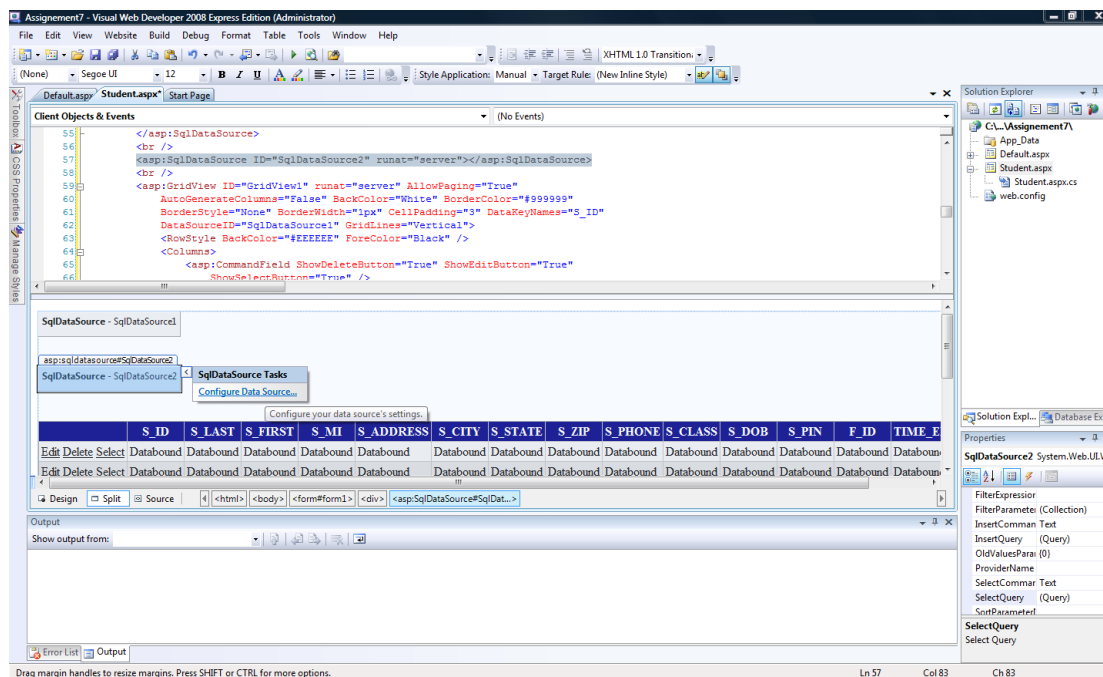 Assignement7 - Visual Web Developer 2008 Express Edition (Administrator)
File Edit View Website Build Debug Format Table Tools Window Help
XHTML 1.0 Transition
(None) Segoe UI 12 B I U A Style Application: Manual Target Rule: (New Inline Style)
Default.aspx Student.aspx* Start Page
Client Objects & Events (No Events)
55 </asp:SqlDataSource>
56 <br />
57 <asp:SqlDataSource ID="SqlDataSource2" runat="server"></asp:SqlDataSource>
58 <br />
59 <asp:GridView ID="GridView1" runat="server" AllowPaging="True"
60 AutoGenerateColumns="False" BackColor="White" BorderColor="#999999"
61 BorderStyle="None" BorderWidth="1px" CellPadding="3" DataKeyNames="S_ID"
62 DataSourceID="SqlDataSource1" GridLines="Vertical">
63 <RowStyle BackColor="#EEEEEE" ForeColor="Black" />
64 <Columns>
65 <asp:CommandField ShowDeleteButton="True" ShowEditButton="True"
66 ShowSelectButton="True" />
Toolbox
CSS Properties
Manage Styles
SqlDataSource - SqlDataSource1
asp:sqldatasource#SqlDataSource2
SqlDataSource - SqlDataSource2
SqlDataSource Tasks
Configure Data Source...
Configure your data source's settings.
S_ID S_LAST S_FIRST S_MI S_ADDRESS S_CITY S_STATE S_ZIP S_PHONE S_CLASS S_DOB S_PIN F_ID TIME_E
Edit Delete Select Databound Databound Databound Databound Databound Databound Databound Databound Databound Databound Databound Databound Databound Databoun
Edit Delete Select Databound Databound Databound Databound Databound Databound Databound Databound Databound Databound Databound Databound Databound Databoun
Design Split Source <html> <body> <form#form1> <div> <asp:SqlDataSource#SqlDat...>
Output
Show output from:
Error List Output
Drag margin handles to resize margins. Press SHIFT or CTRL for more options. Ln 57 Col 83 Ch 83
Solution Explorer
C:\...\Assignement7\
App_Data
Default.aspx
Student.aspx
Student.aspx.cs
web.config
Solution Expl... Database Ex
Properties
SqlDataSource2 System.Web.UI.W
FilterExpression
FilterParamete (Collection)
InsertComman Text
InsertQuery (Query)
OldValuesParai {0}
ProviderName
SelectCommar Text
SelectQuery (Query)
SortParameterl
SelectQuery
Select Query